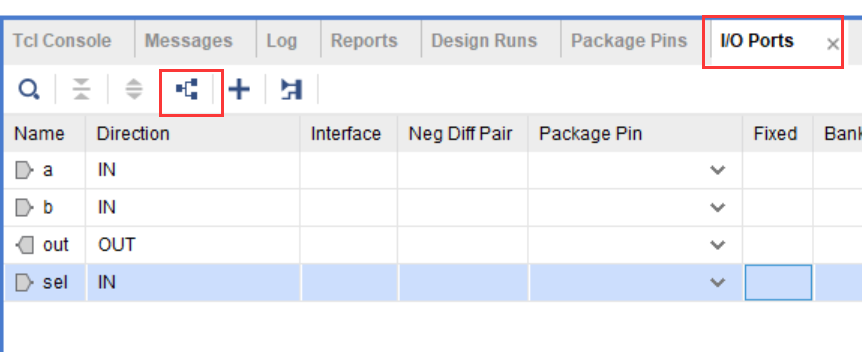 Tcl Console Messages Log Reports Design Runs Package Pins I/O Ports
Name Direction Interface Neg Diff Pair Package Pin Fixed Bank
a IN
b IN
out OUT
sel IN